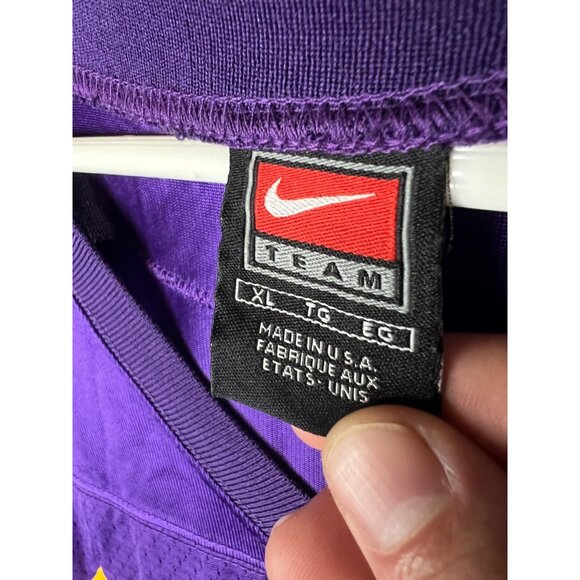 TEAM
XL TG EG
MADE IN U.S.A.
FABRIQUE AUX
ETATS-UNIS